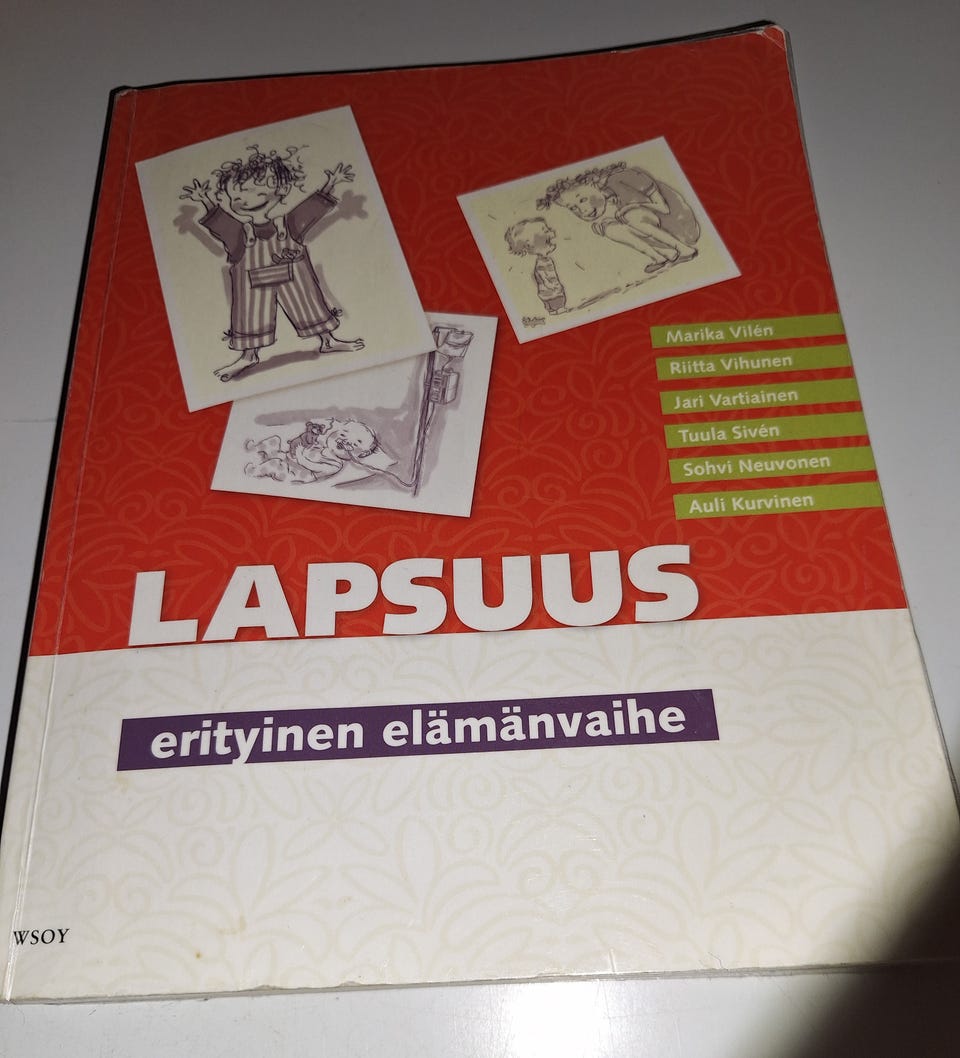 Marika Vilén
Riitta Vihunen
Jari Vartiainen
Tuula Sivén
Sohvi Neuvonen
Auli Kurvinen
LAPSUUS
erityinen elämänvaihe
WSOY